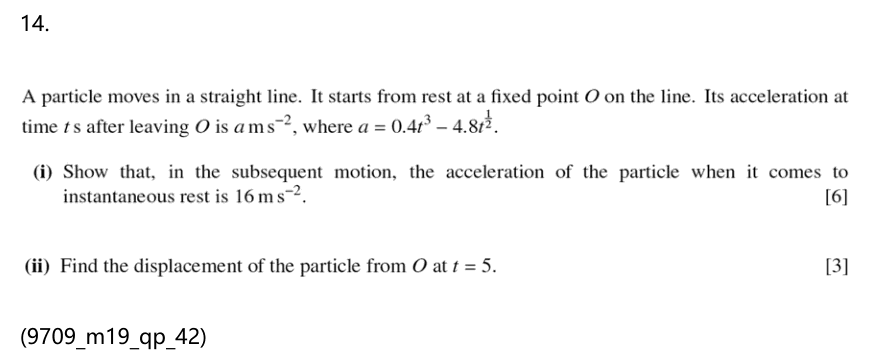 14.
A particle moves in a straight line. It starts from rest at a fixed point O on the line. Its acceleration at
time t s after leaving O is a m s⁻², where a = 0.4t³ − 4.8t^½.
(i) Show that, in the subsequent motion, the acceleration of the particle when it comes to
instantaneous rest is 16 m s⁻². [6]
(ii) Find the displacement of the particle from O at t = 5. [3]
(9709_m19_qp_42)